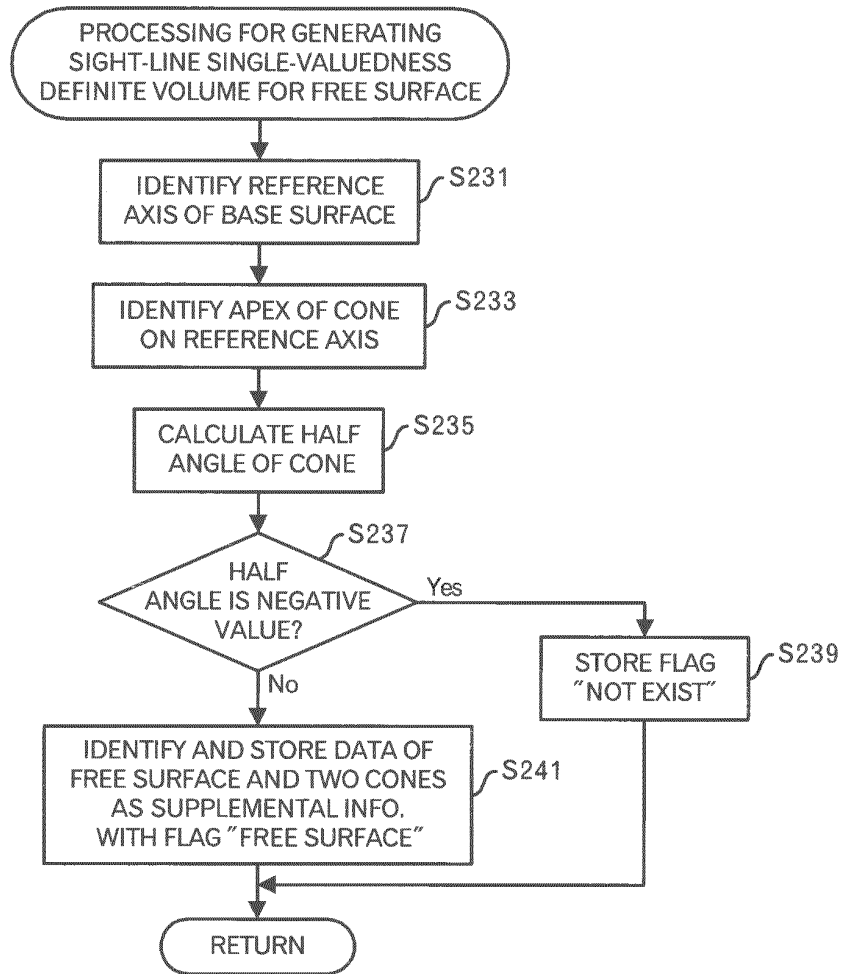 PROCESSING FOR GENERATING
SIGHT-LINE SINGLE-VALUEDNESS
DEFINITE VOLUME FOR FREE SURFACE
IDENTIFY REFERENCE
AXIS OF BASE SURFACE
S231
IDENTIFY APEX OF CONE
ON REFERENCE AXIS
S233
CALCULATE HALF
ANGLE OF CONE
S235
S237
HALF
ANGLE IS NEGATIVE
VALUE?
Yes
No
STORE FLAG
"NOT EXIST"
S239
IDENTIFY AND STORE DATA OF
FREE SURFACE AND TWO CONES
AS SUPPLEMENTAL INFO.
WITH FLAG "FREE SURFACE"
S241
RETURN